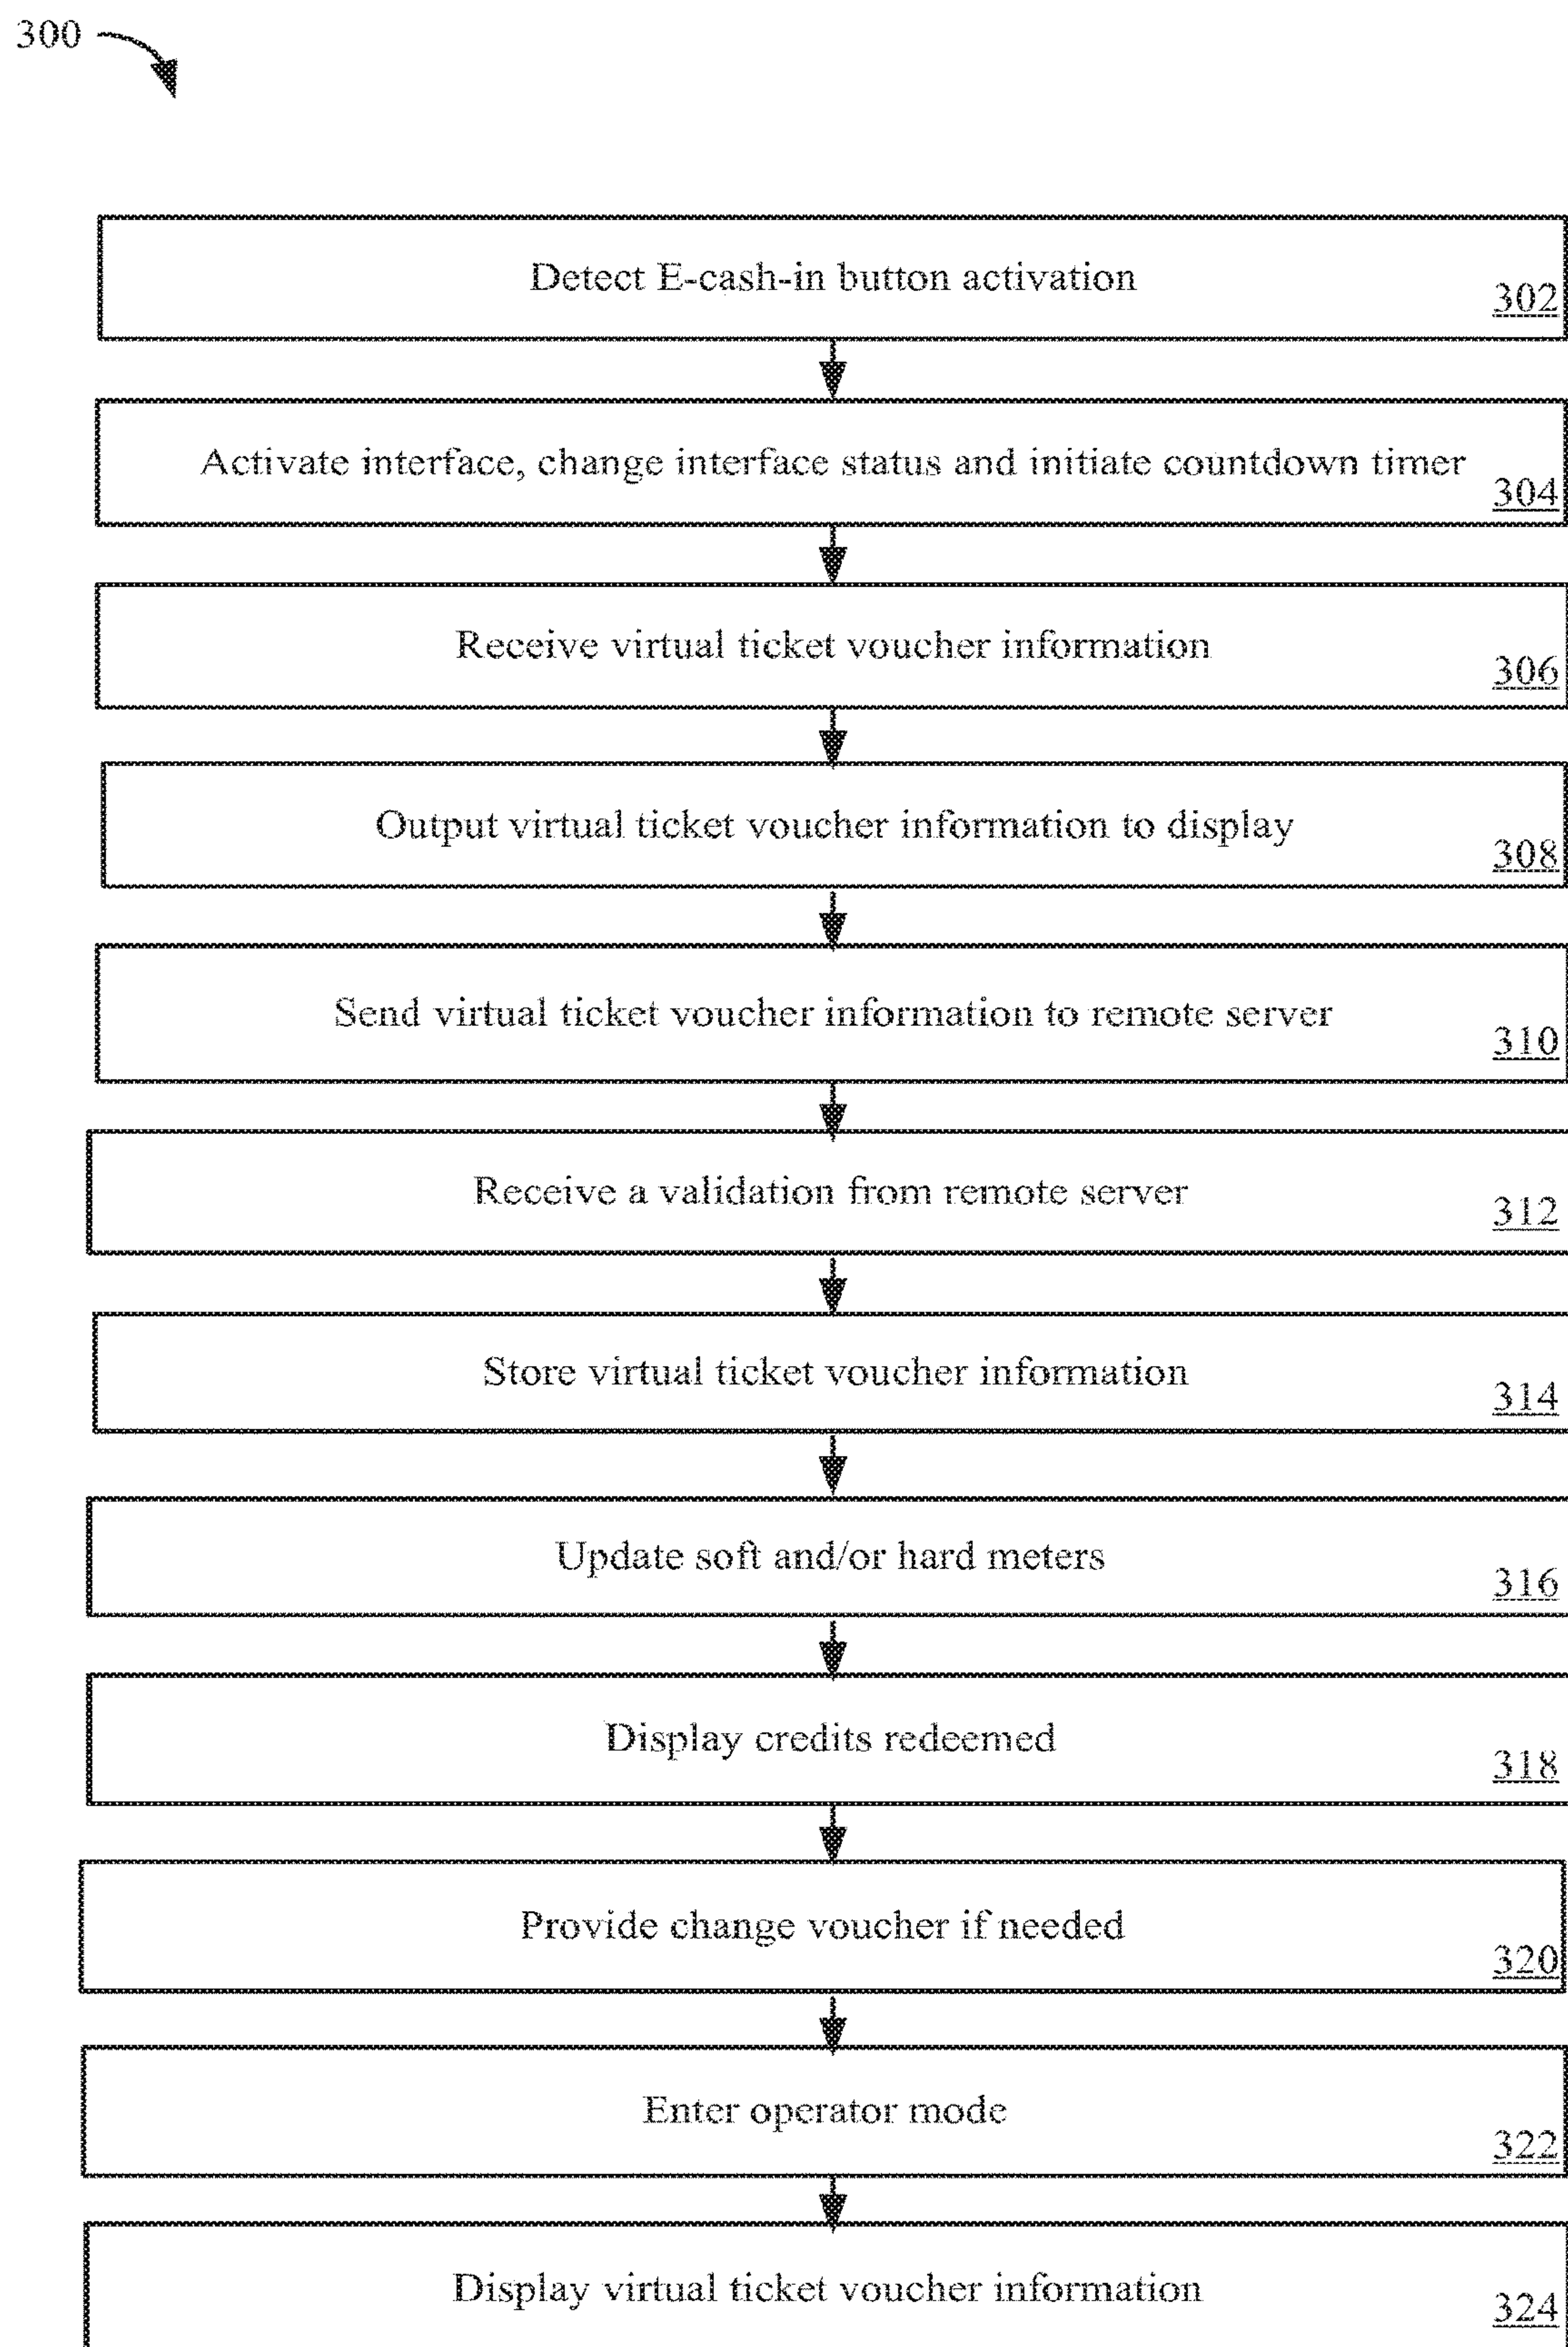 300
Detect E-cash-in button activation
302
Activate interface, change interface status and initiate countdown timer
304
Receive virtual ticket voucher information
306
Output virtual ticket voucher information to display
308
Send virtual ticket voucher information to remote server
310
Receive a validation from remote server
312
Store virtual ticket voucher information
314
Update soft and/or hard meters
316
Display credits redeemed
318
Provide change voucher if needed
320
Enter operator mode
322
Display virtual ticket voucher information
324